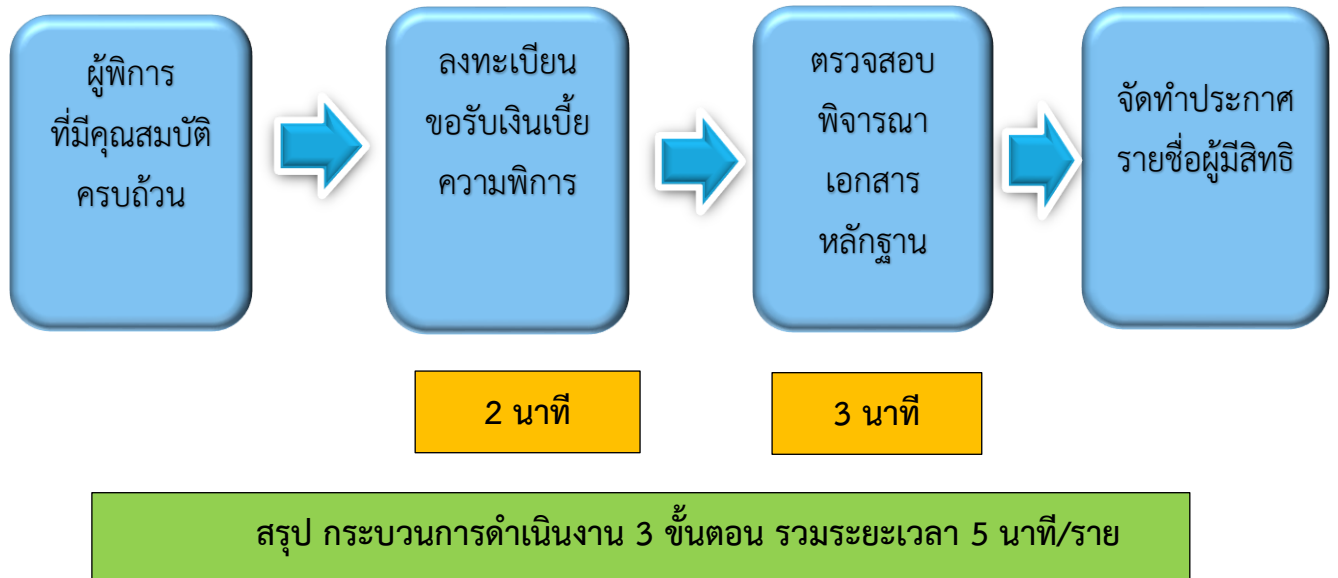 ผู้พิการ
ที่มีคุณสมบัติ
ครบถ้วน
ลงทะเบียน
ขอรับเงินเบี้ย
ความพิการ
ตรวจสอบ
พิจารณา
เอกสาร
หลักฐาน
จัดทำประกาศ
รายชื่อผู้มีสิทธิ
2 นาที
3 นาที
สรุป กระบวนการดำเนินงาน 3 ขั้นตอน รวมระยะเวลา 5 นาที/ราย